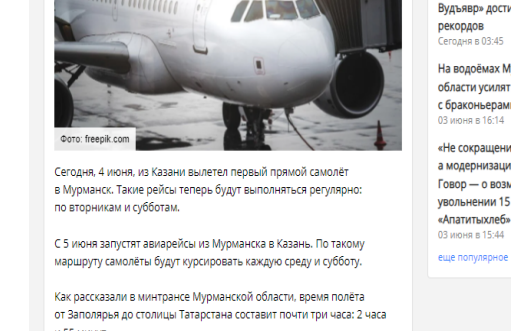 Фото: freepik.com
Сегодня, 4 июня, из Казани вылетел первый прямой самолёт
в Мурманск. Такие рейсы теперь будут выполняться регулярно:
по вторникам и субботам.
С 5 июня запустят авиарейсы из Мурманска в Казань. По такому
маршруту самолёты будут курсировать каждую среду и субботу.
Как рассказали в минтрансе Мурманской области, время полёта
от Заполярья до столицы Татарстана составит почти три часа: 2 часа
Вудъявр» дости
рекордов
Сегодня в 03:45
На водоёмах М
области усилят
с браконьерам
03 июня в 16:14
«Не сокращени
а модернизаци
Говор — о возм
увольнении 15
«Апатитыхлеб»
03 июня в 15:44
еще популярное